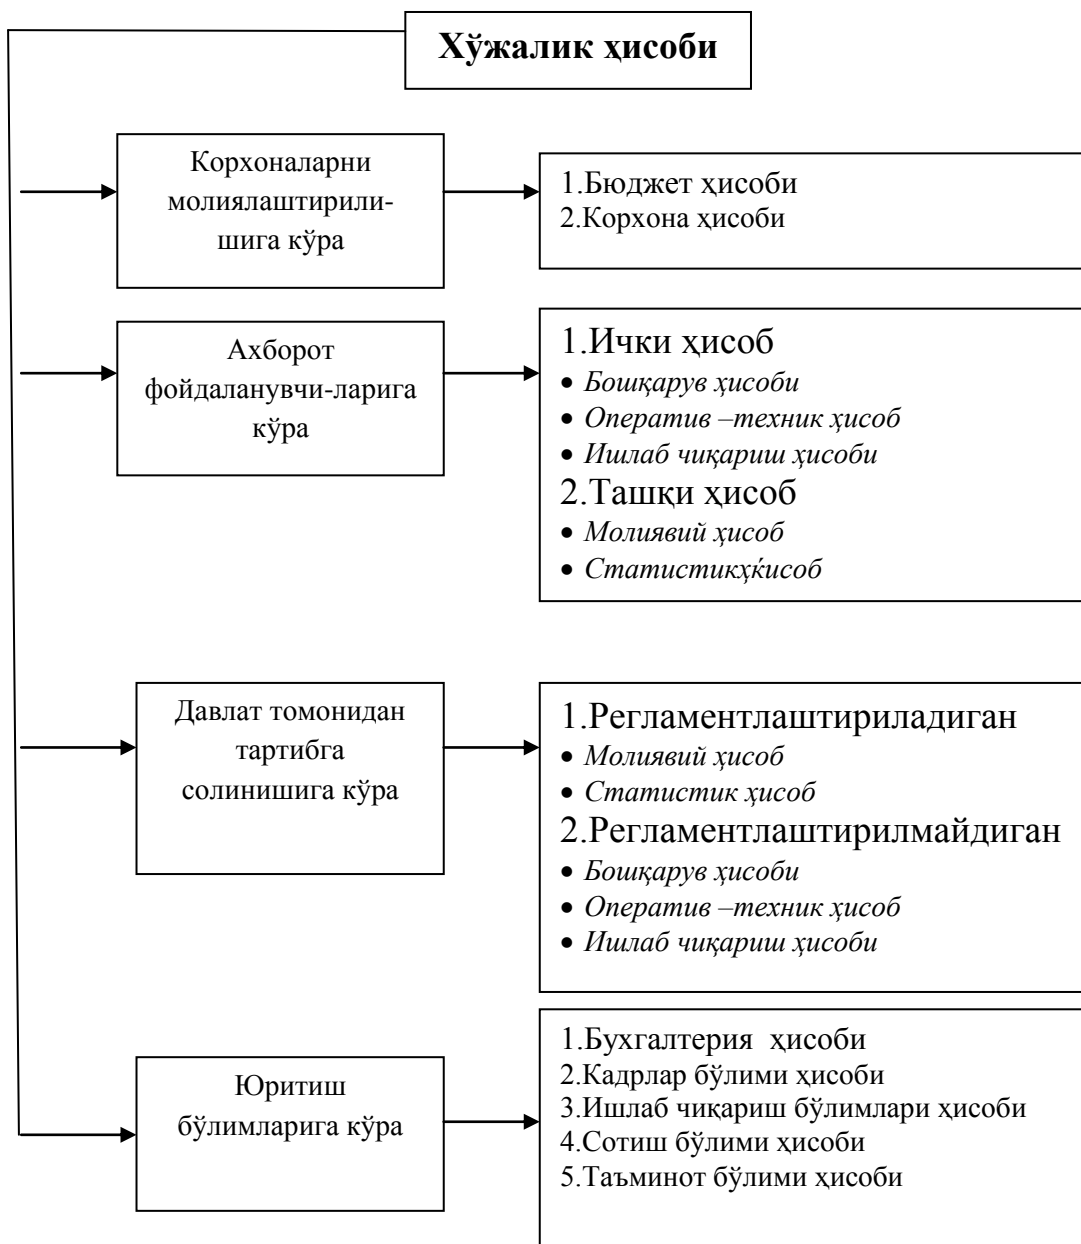 Хўжалик ҳисоби
Корхоналарни
молиялаштирили-
шига кўра
1.Бюджет ҳисоби
2.Корхона ҳисоби
Ахборот
фойдаланувчи-ларига
кўра
1.Ички ҳисоб
• Бошқарув ҳисоби
• Оператив –техник ҳисоб
• Ишлаб чиқариш ҳисоби
2.Ташқи ҳисоб
• Молиявий ҳисоб
• Статистикҳќисоб
Давлат томонидан
тартибга
солинишига кўра
1.Регламентлаштириладиган
• Молиявий ҳисоб
• Статистик ҳисоб
2.Регламентлаштирилмайдиган
• Бошқарув ҳисоби
• Оператив –техник ҳисоб
• Ишлаб чиқариш ҳисоби
Юритиш
бўлимларига кўра
1.Бухгалтерия  ҳисоби
2.Кадрлар бўлими ҳисоби
3.Ишлаб чиқариш бўлимлари ҳисоби
4.Сотиш бўлими ҳисоби
5.Таъминот бўлими ҳисоби